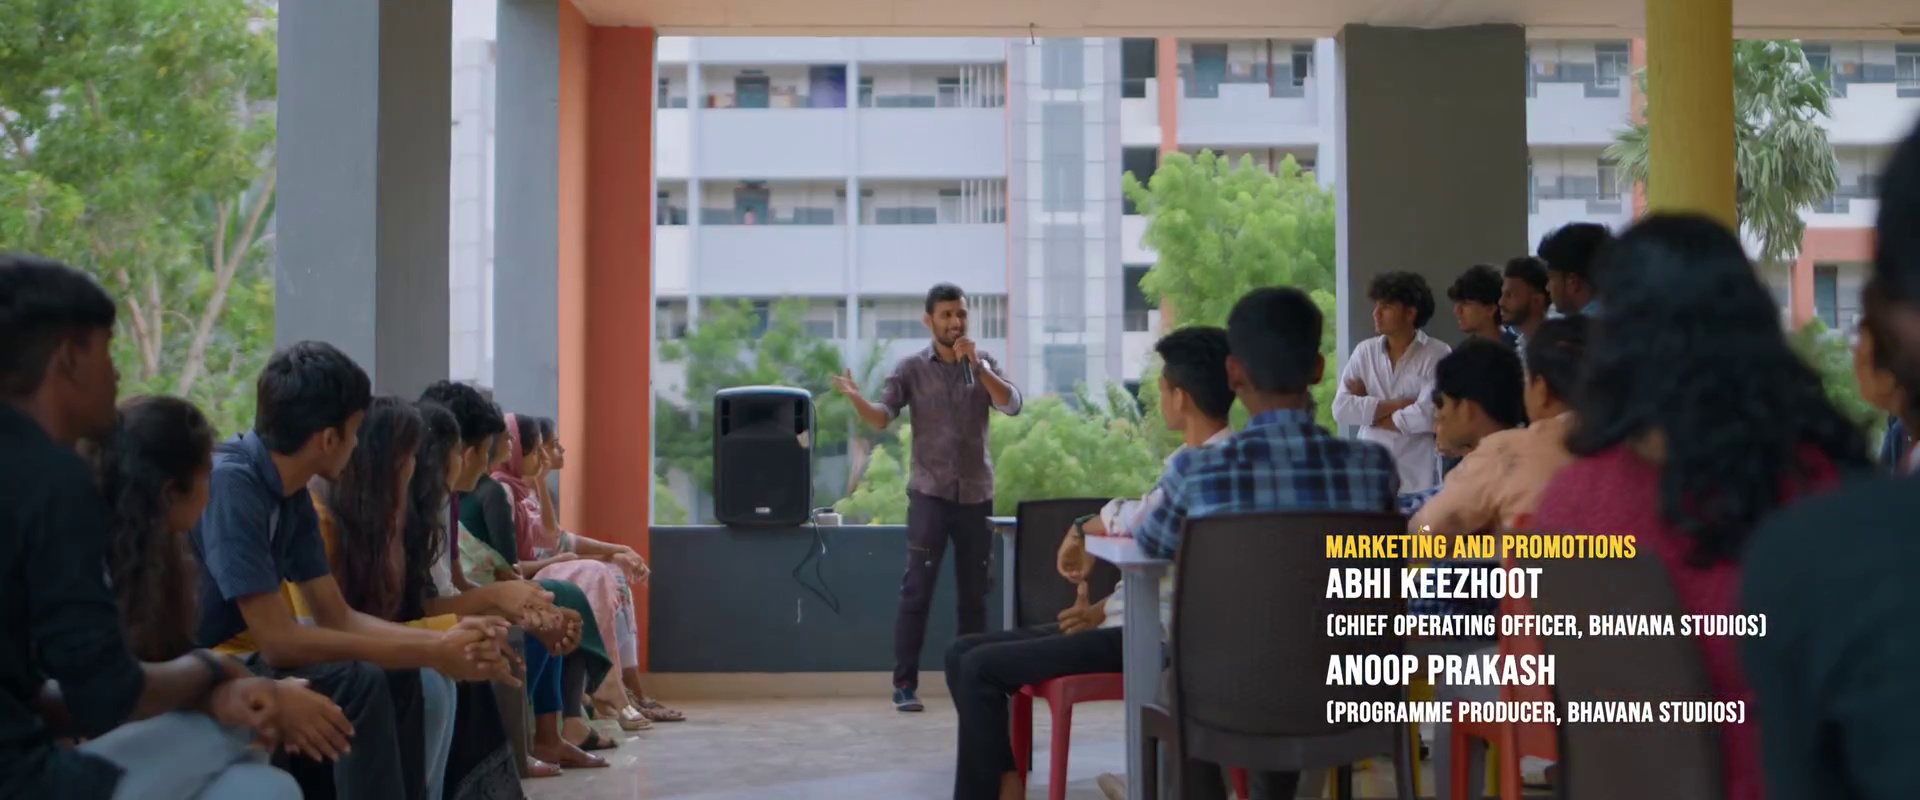 MARKETING AND PROMOTIONS
ABHI KEEZHOOT
(CHIEF OPERATING OFFICER, BHAVANA STUDIOS)
ANOOP PRAKASH
(PROGRAMME PRODUCER, BHAVANA STUDIOS)